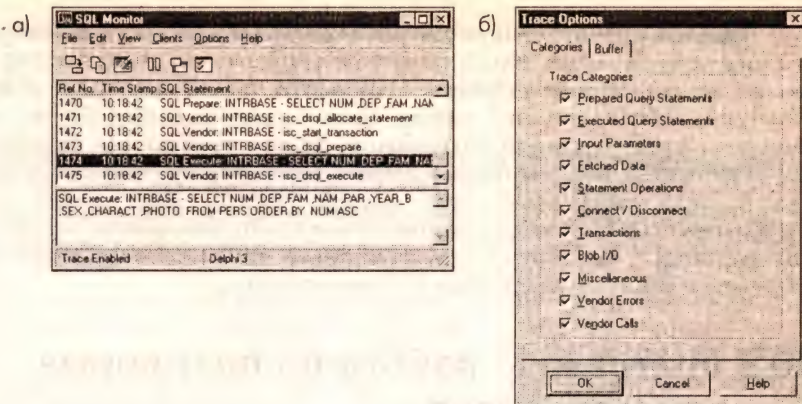 а)
SQL Monitor
File Edit View Clients Options Help
Ref No. Time Stamp SQL Statement
1470 10:18:42 SQL Prepare: INTRBASE - SELECT NUM ,DEP ,FAM ,NAM
1471 10:18:42 SQL Vendor: INTRBASE - isc_dsql_allocate_statement
1472 10:18:42 SQL Vendor: INTRBASE - isc_start_transaction
1473 10:18:42 SQL Vendor: INTRBASE - isc_dsql_prepare
1474 10:18:42 SQL Execute: INTRBASE - SELECT NUM ,DEP ,FAM ,NAM
1475 10:18:42 SQL Vendor: INTRBASE - isc_dsql_execute
SQL Execute: INTRBASE - SELECT NUM ,DEP ,FAM ,NAM ,PAR ,YEAR_B
,SEX ,CHARACT ,PHOTO FROM PERS ORDER BY NUM ASC
Trace Enabled Delphi 3
б)
Trace Options
Categories Buffer
Trace Categories
Prepared Query Statements
Executed Query Statements
Input Parameters
Fetched Data
Statement Operations
Connect / Disconnect
Transactions
Blob I/O
Miscellaneous
Vendor Errors
Vendor Calls
OK Cancel Help